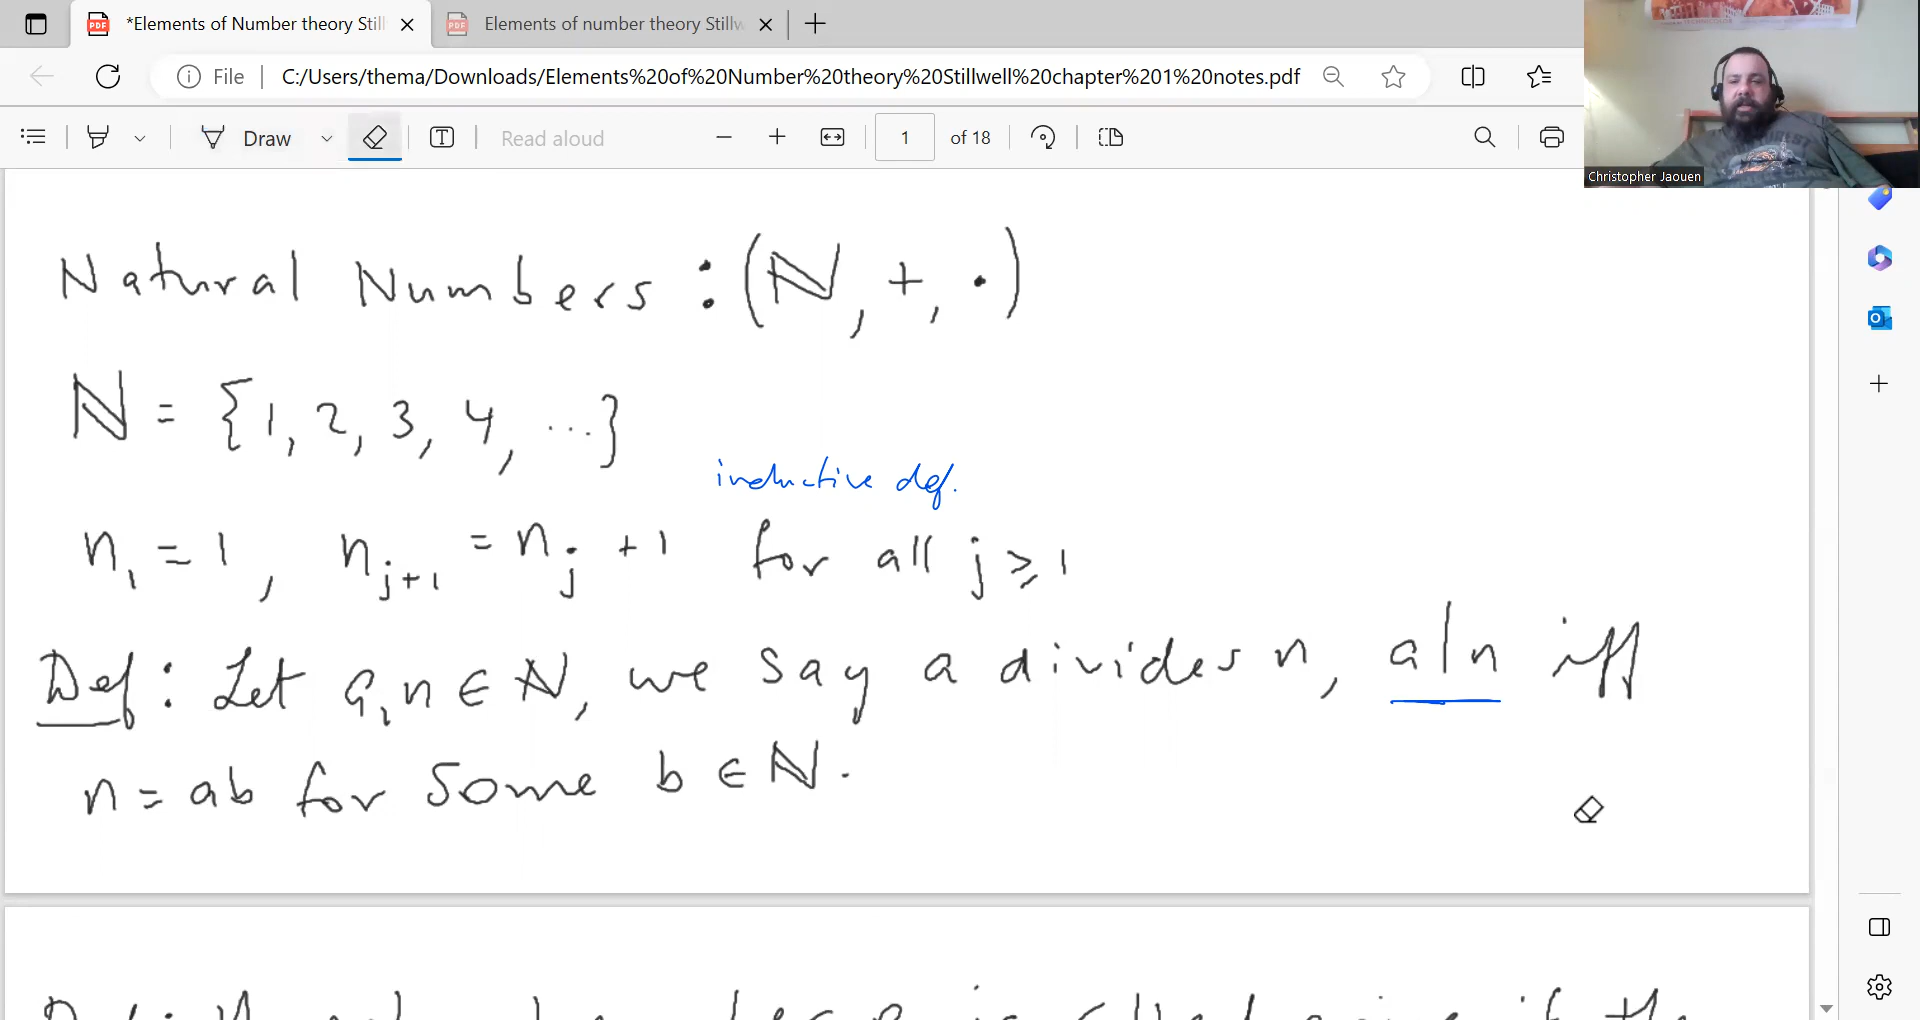 *Elements of Number theory Still
Elements of number theory Stillw
File
C:/Users/thema/Downloads/Elements%20of%20Number%20theory%20Stillwell%20chapter%201%20notes.pdf
Draw
Read aloud
1 of 18
Christopher Jaouen
Natural Numbers : (ℕ, +, ·)
ℕ = {1, 2, 3, 4, ...}
inductive def.
n₁ = 1, nⱼ₊₁ = nⱼ + 1 for all j ⩾ 1
Def : Let a, n ∈ ℕ, we say a divides n, a|n iff
n = ab for some b ∈ ℕ.